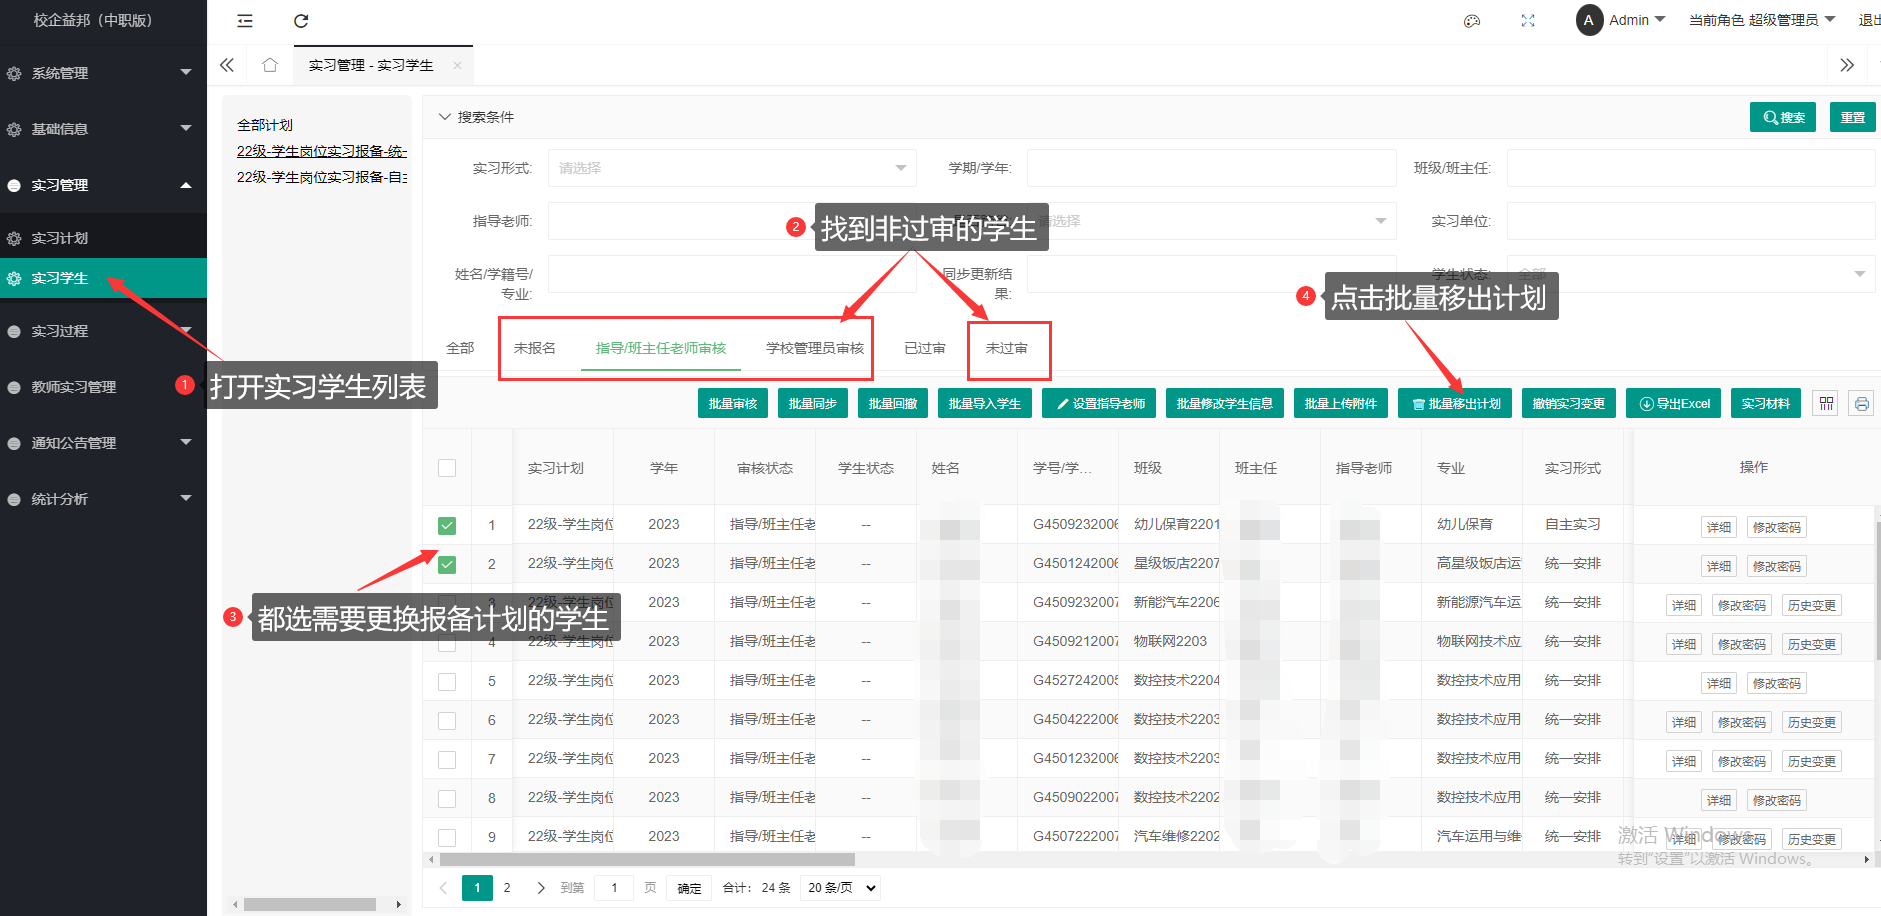 校企益邦（中职版）
Admin
当前角色 超级管理员
退出
系统管理
基础信息
实习管理
实习计划
实习学生
实习过程
教师实习管理
通知公告管理
统计分析
实习管理 - 实习学生
全部计划
22级-学生岗位实习报备-统一
22级-学生岗位实习报备-自主
搜索条件
搜索
重置
实习形式:
请选择
学期/学年:
班级/班主任:
指导老师:
请选择
实习单位:
姓名/学籍号/
专业:
同步更新结
果:
学生状态:
全部
1 打开实习学生列表
2 找到非过审的学生
3 都选需要更换报备计划的学生
4 点击批量移出计划
全部 未报名 指导/班主任老师审核 学校管理员审核 已过审 未过审
批量审核 批量同步 批量回撤 批量导入学生 设置指导老师 批量修改学生信息 批量上传附件 批量移出计划 撤销实习变更 导出Excel 实习材料
实习计划 学年 审核状态 学生状态 姓名 学号/学... 班级 班主任 指导老师 专业 实习形式 操作
1 22级-学生岗位 2023 指导/班主任老 -- G4509232006 幼儿保育2201 幼儿保育 自主实习 详细 修改密码
2 22级-学生岗位 2023 指导/班主任老 -- G4501242006 星级饭店2207 高星级饭店运 统一安排 详细 修改密码
3 22级-学生岗位 2023 指导/班主任老 -- G4509232007 新能汽车2206 新能源汽车运 统一安排 详细 修改密码 历史变更
4 2023 指导/班主任老 -- G4509212007 物联网2203 物联网技术应 统一安排 详细 修改密码 历史变更
5 22级-学生岗位 2023 指导/班主任老 -- G4527242005 数控技术2204 数控技术应用 统一安排 详细 修改密码
6 22级-学生岗位 2023 指导/班主任老 -- G4504222006 数控技术2203 数控技术应用 统一安排 详细 修改密码 历史变更
7 22级-学生岗位 2023 指导/班主任老 -- G4501232006 数控技术2203 数控技术应用 统一安排 详细 修改密码 历史变更
8 22级-学生岗位 2023 指导/班主任老 -- G4509022007 数控技术2202 数控技术应用 统一安排 详细 修改密码
9 22级-学生岗位 2023 指导/班主任老 -- G4507222007 汽车维修2202 汽车运用与维 统一安排 详细 修改密码 历史变更
激活 Windows
转到“设置”以激活 Windows。
1 2 到第 1 页 确定 合计：24 条 20 条/页